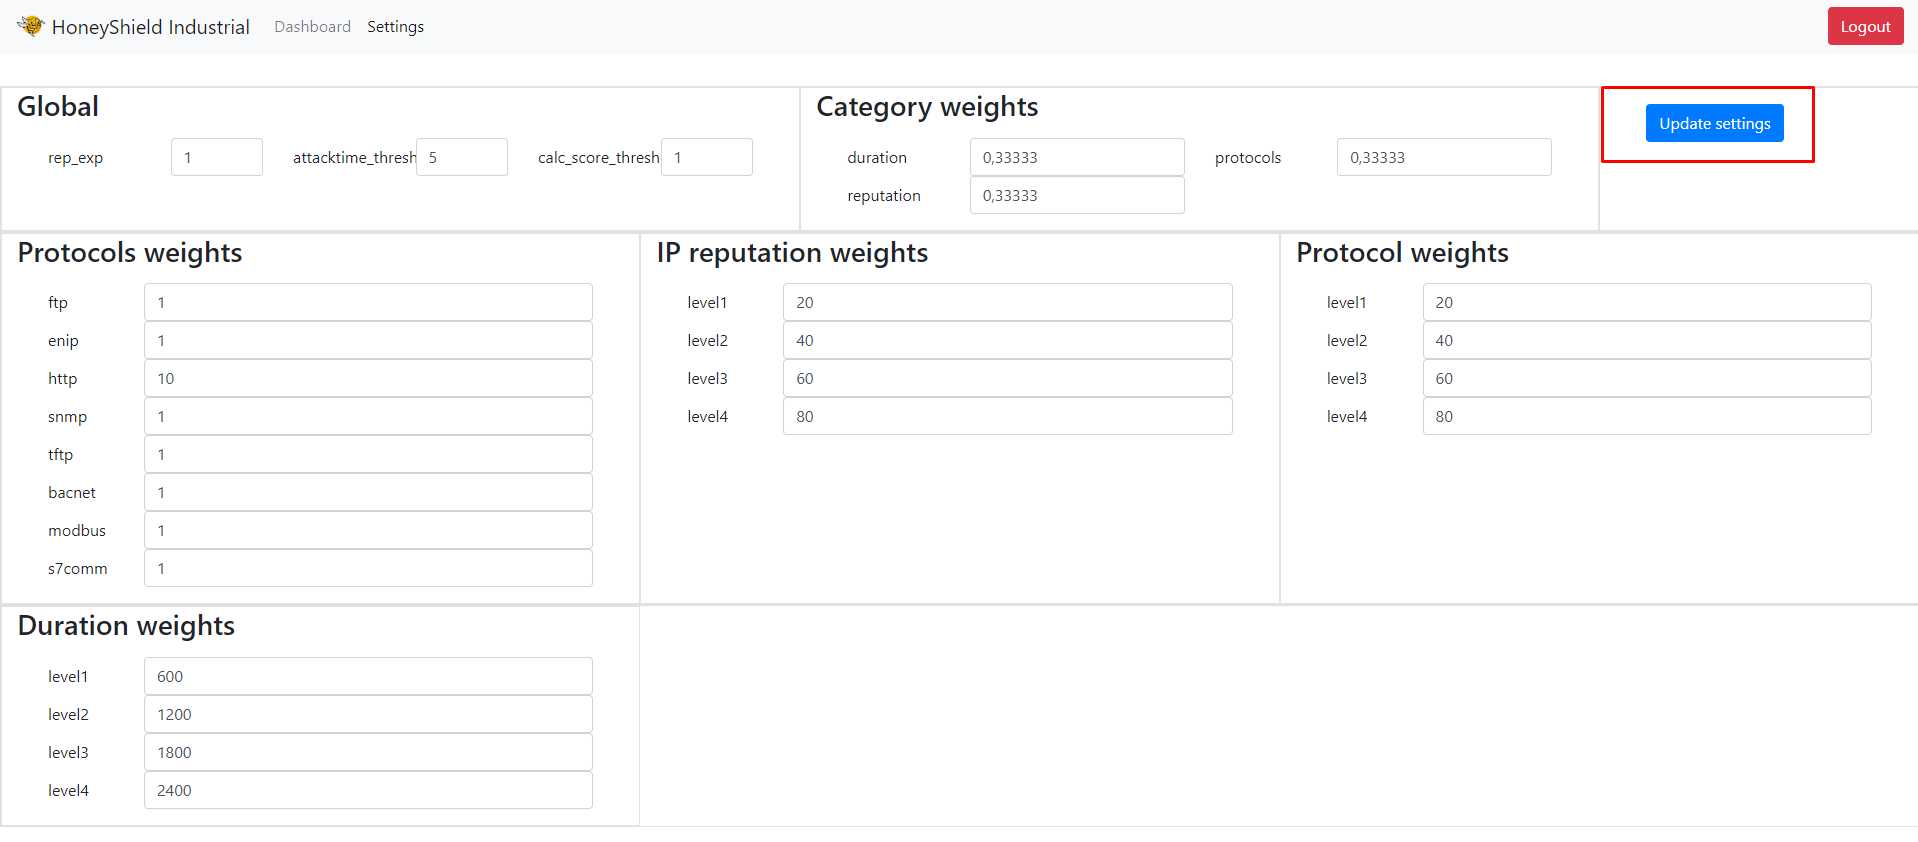 HoneyShield Industrial Dashboard Settings Logout
Global
rep_exp 1 attacktime_thresh 5 calc_score_thresh 1
Category weights
duration 0,33333 protocols 0,33333
reputation 0,33333
Update settings
Protocols weights
ftp 1
enip 1
http 10
snmp 1
tftp 1
bacnet 1
modbus 1
s7comm 1
IP reputation weights
level1 20
level2 40
level3 60
level4 80
Protocol weights
level1 20
level2 40
level3 60
level4 80
Duration weights
level1 600
level2 1200
level3 1800
level4 2400